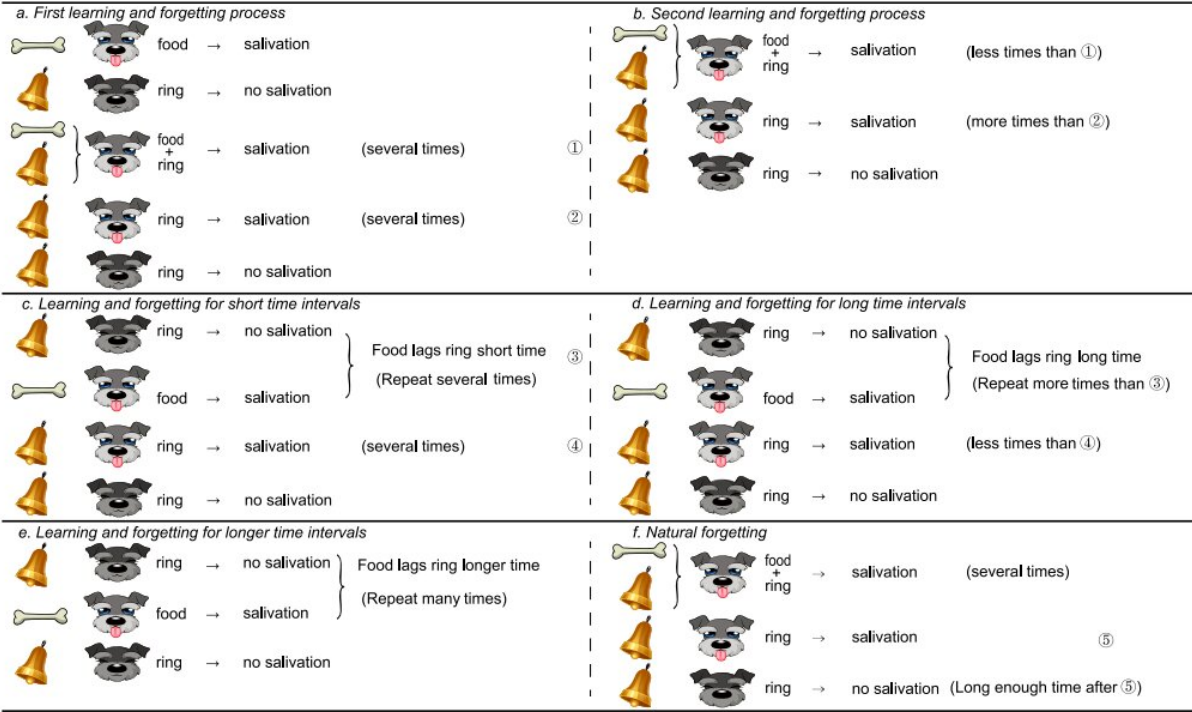 a. First learning and forgetting process
food → salivation
ring → no salivation
food
+
ring → salivation (several times) ①
ring → salivation (several times) ②
ring → no salivation
b. Second learning and forgetting process
food
+
ring → salivation (less times than ①)
ring → salivation (more times than ②)
ring → no salivation
c. Learning and forgetting for short time intervals
ring → no salivation
Food lags ring short time ③
(Repeat several times)
food → salivation
ring → salivation (several times) ④
ring → no salivation
d. Learning and forgetting for long time intervals
ring → no salivation
Food lags ring long time
(Repeat more times than ③)
food → salivation
ring → salivation (less times than ④)
ring → no salivation
e. Learning and forgetting for longer time intervals
ring → no salivation
Food lags ring longer time
(Repeat many times)
food → salivation
ring → no salivation
f. Natural forgetting
food
+
ring → salivation (several times)
ring → salivation ⑤
ring → no salivation (Long enough time after ⑤)